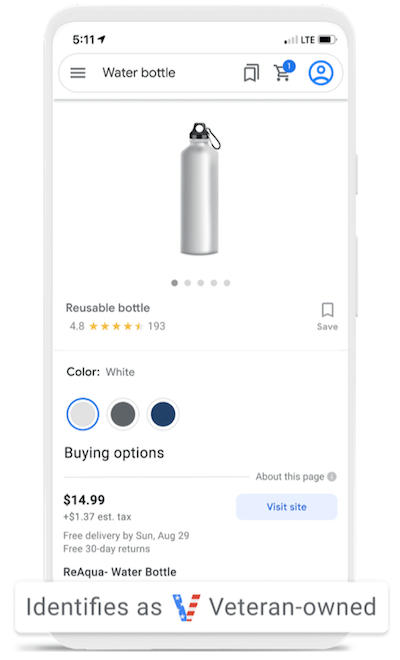 5:11 LTE
Water bottle 1
Reusable bottle
4.8 193
Save
Color: White
Buying options
About this page
$14.99
Visit site
+$1.37 est. tax
Free delivery by Sun, Aug 29
Free 30-day returns
ReAqua- Water Bottle
Identifies as Veteran-owned